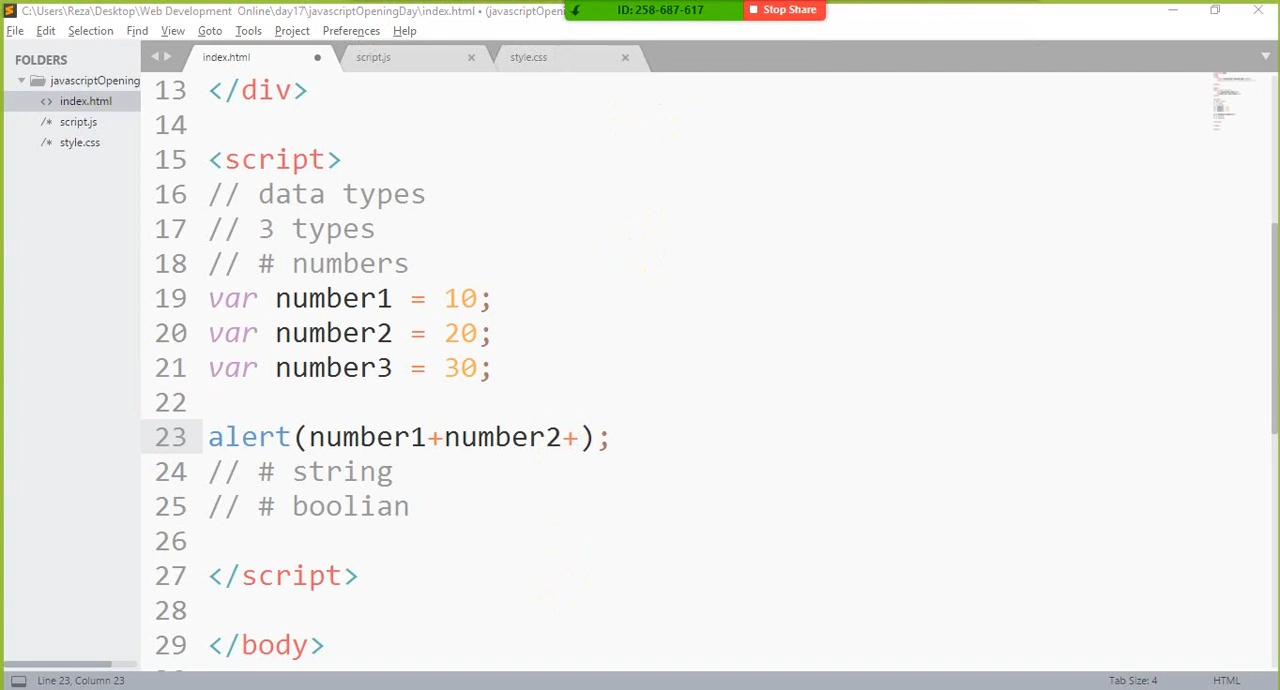 C:\Users\Reza\Desktop\Web Development Online\day17\javascriptOpeningDay\index.html • (javascriptOpenin
ID: 258-687-617
Stop Share
File Edit Selection Find View Goto Tools Project Preferences Help
FOLDERS
javascriptOpening
index.html
script.js
style.css
index.html script.js style.css
13 </div>
14
15 <script>
16 // data types
17 // 3 types
18 // # numbers
19 var number1 = 10;
20 var number2 = 20;
21 var number3 = 30;
22
23 alert(number1+number2+);
24 // # string
25 // # boolian
26
27 </script>
28
29 </body>
Line 23, Column 23 Tab Size: 4 HTML